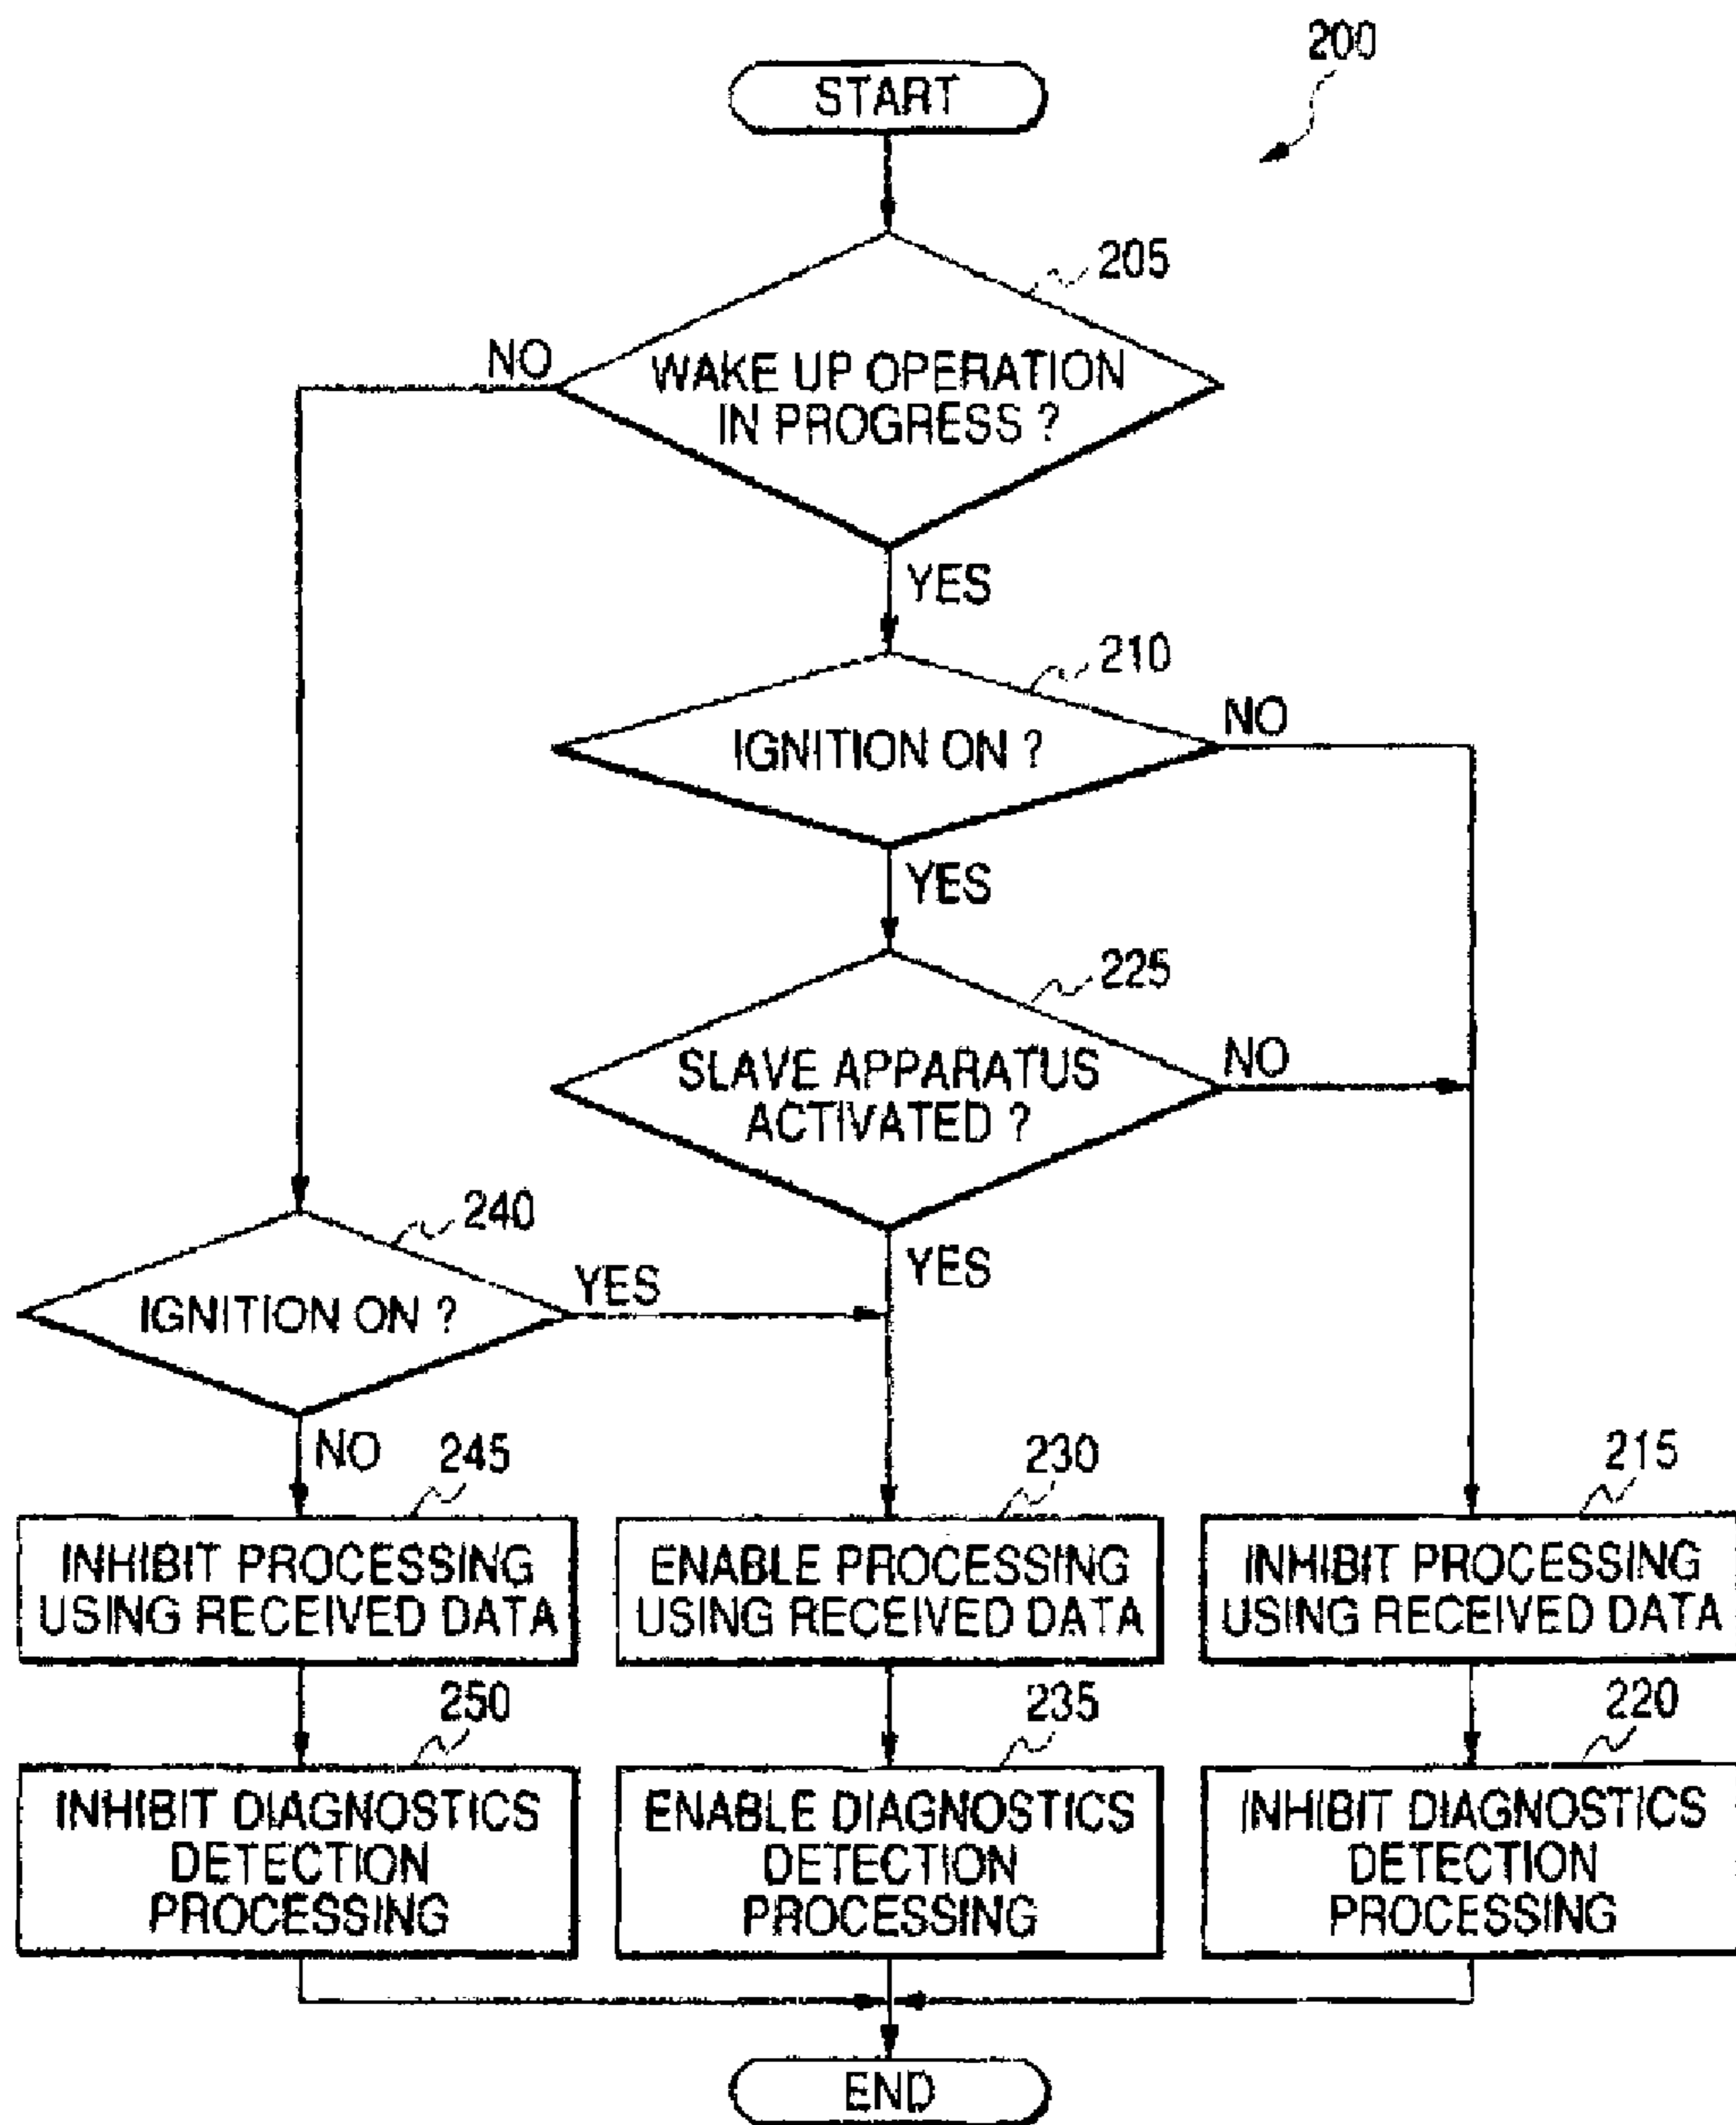 200
START
205
NO
WAKE UP OPERATION
IN PROGRESS ?
YES
210
NO
IGNITION ON ?
YES
225
SLAVE APPARATUS
ACTIVATED ?
NO
240
YES
YES
IGNITION ON ?
NO
245
230
215
INHIBIT PROCESSING
USING RECEIVED DATA
ENABLE PROCESSING
USING RECEIVED DATA
INHIBIT PROCESSING
USING RECEIVED DATA
250
235
220
INHIBIT DIAGNOSTICS
DETECTION
PROCESSING
ENABLE DIAGNOSTICS
DETECTION
PROCESSING
INHIBIT DIAGNOSTICS
DETECTION
PROCESSING
END